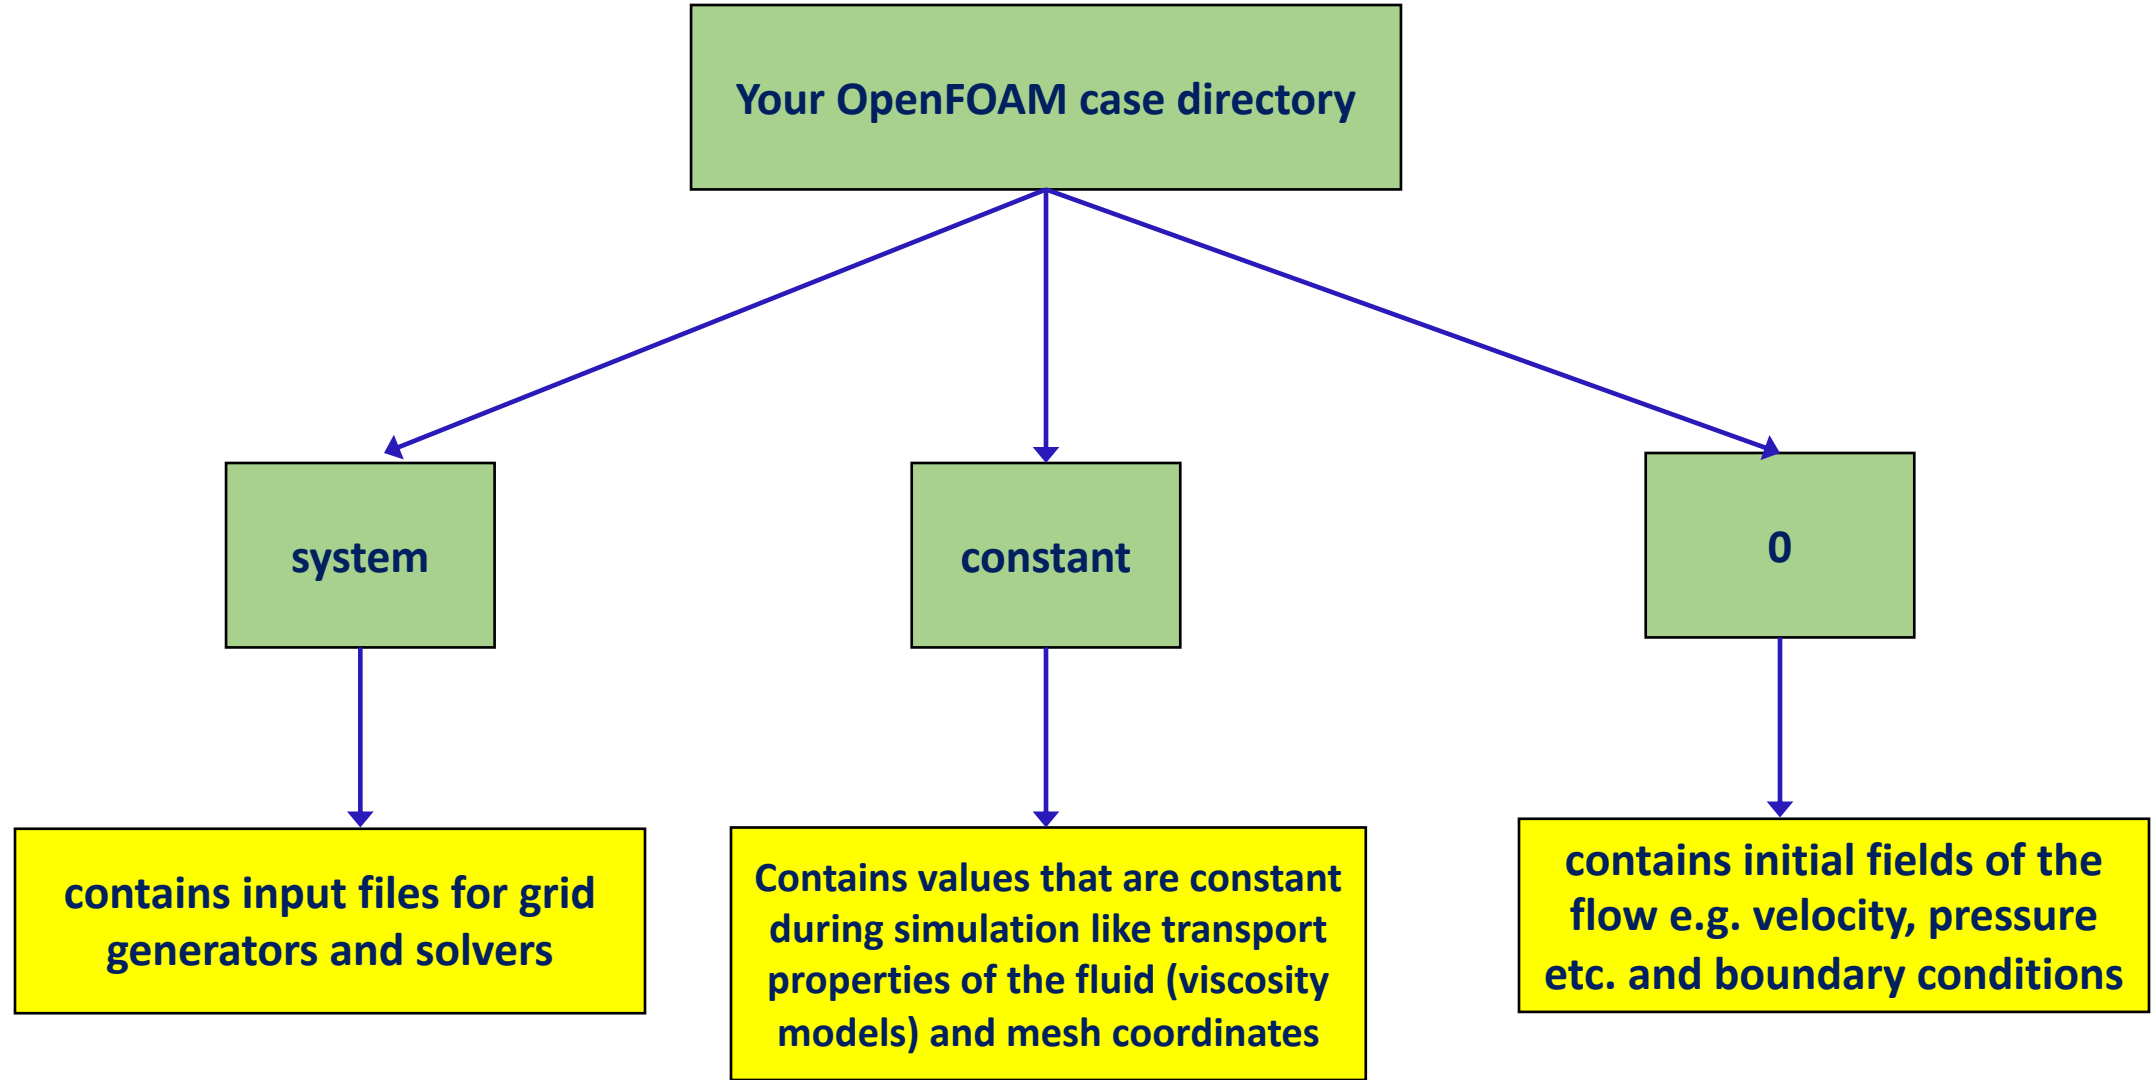 Your OpenFOAM case directory
system
constant
0
contains input files for grid
generators and solvers
Contains values that are constant
during simulation like transport
properties of the fluid (viscosity
models) and mesh coordinates
contains initial fields of the
flow e.g. velocity, pressure
etc. and boundary conditions